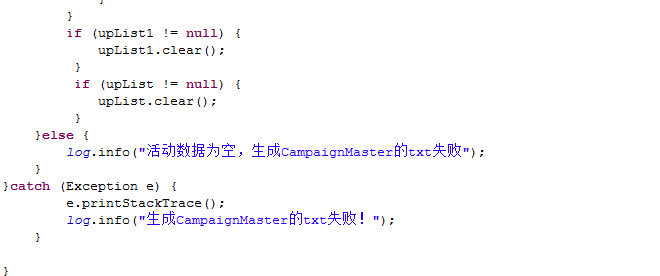 }
if (upList1 != null) {
upList1.clear();
}
if (upList != null) {
upList.clear();
}
}else {
log.info("活动数据为空，生成CampaignMaster的txt失败");
}
}catch (Exception e) {
e.printStackTrace();
log.info("生成CampaignMaster的txt失败！");
}
}